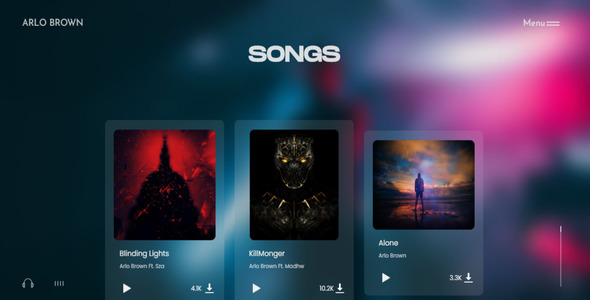 ARLO BROWN
Menu
SONGS
Blinding Lights
Arlo Brown Ft. Sza
4.1K
KillMonger
Arlo Brown Ft. Madhw
10.2K
Alone
Arlo Brown
3.3K